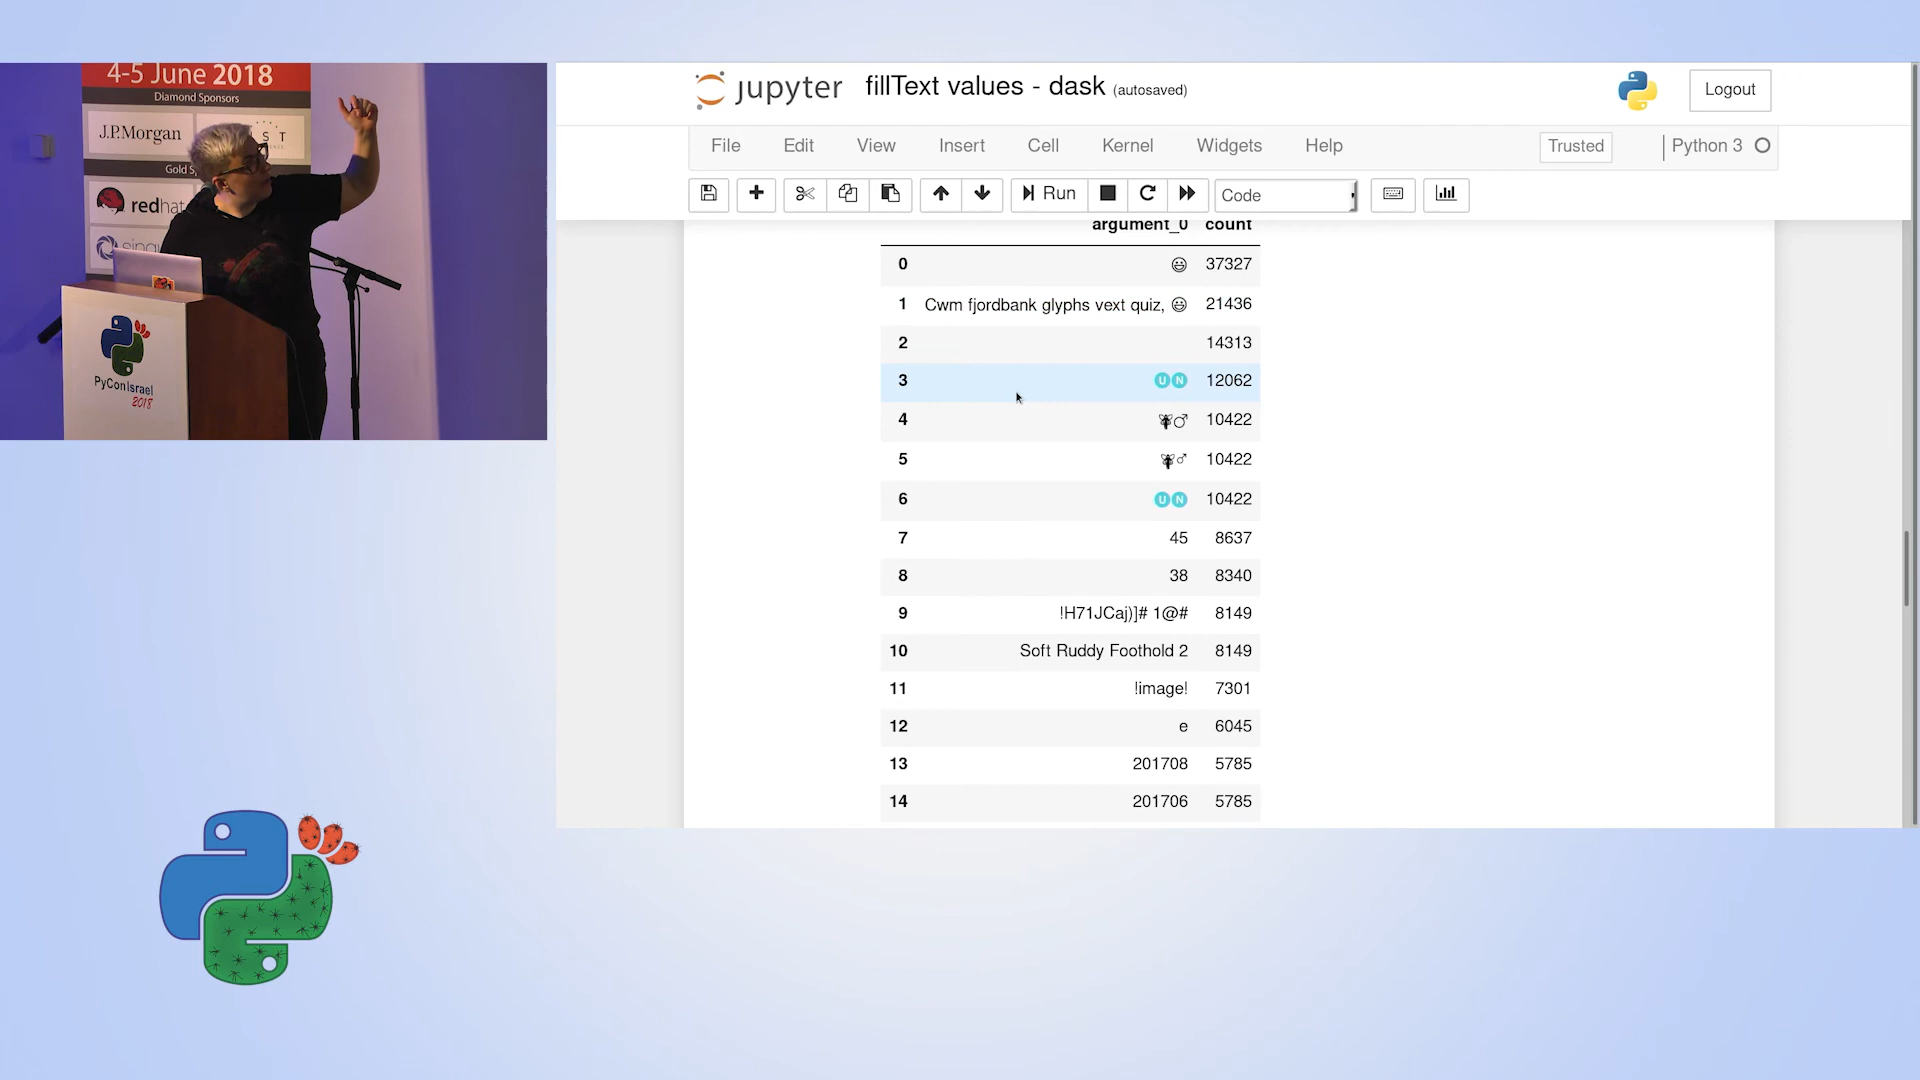 4-5 June 2018
Diamond Sponsors
J.P.Morgan
Gold S
redhat
PyConIsrael
2018
jupyter fillText values - dask (autosaved)
Logout
File Edit View Insert Cell Kernel Widgets Help
Trusted
Python 3
Run
Code
argument_0 count
0 😃 37327
1 Cwm fjordbank glyphs vext quiz, 😃 21436
2 14313
3 U N 12062
4 ♂ 10422
5 ♂ 10422
6 U N 10422
7 45 8637
8 38 8340
9 !H71JCaj)]# 1@# 8149
10 Soft Ruddy Foothold 2 8149
11 !image! 7301
12 e 6045
13 201708 5785
14 201706 5785